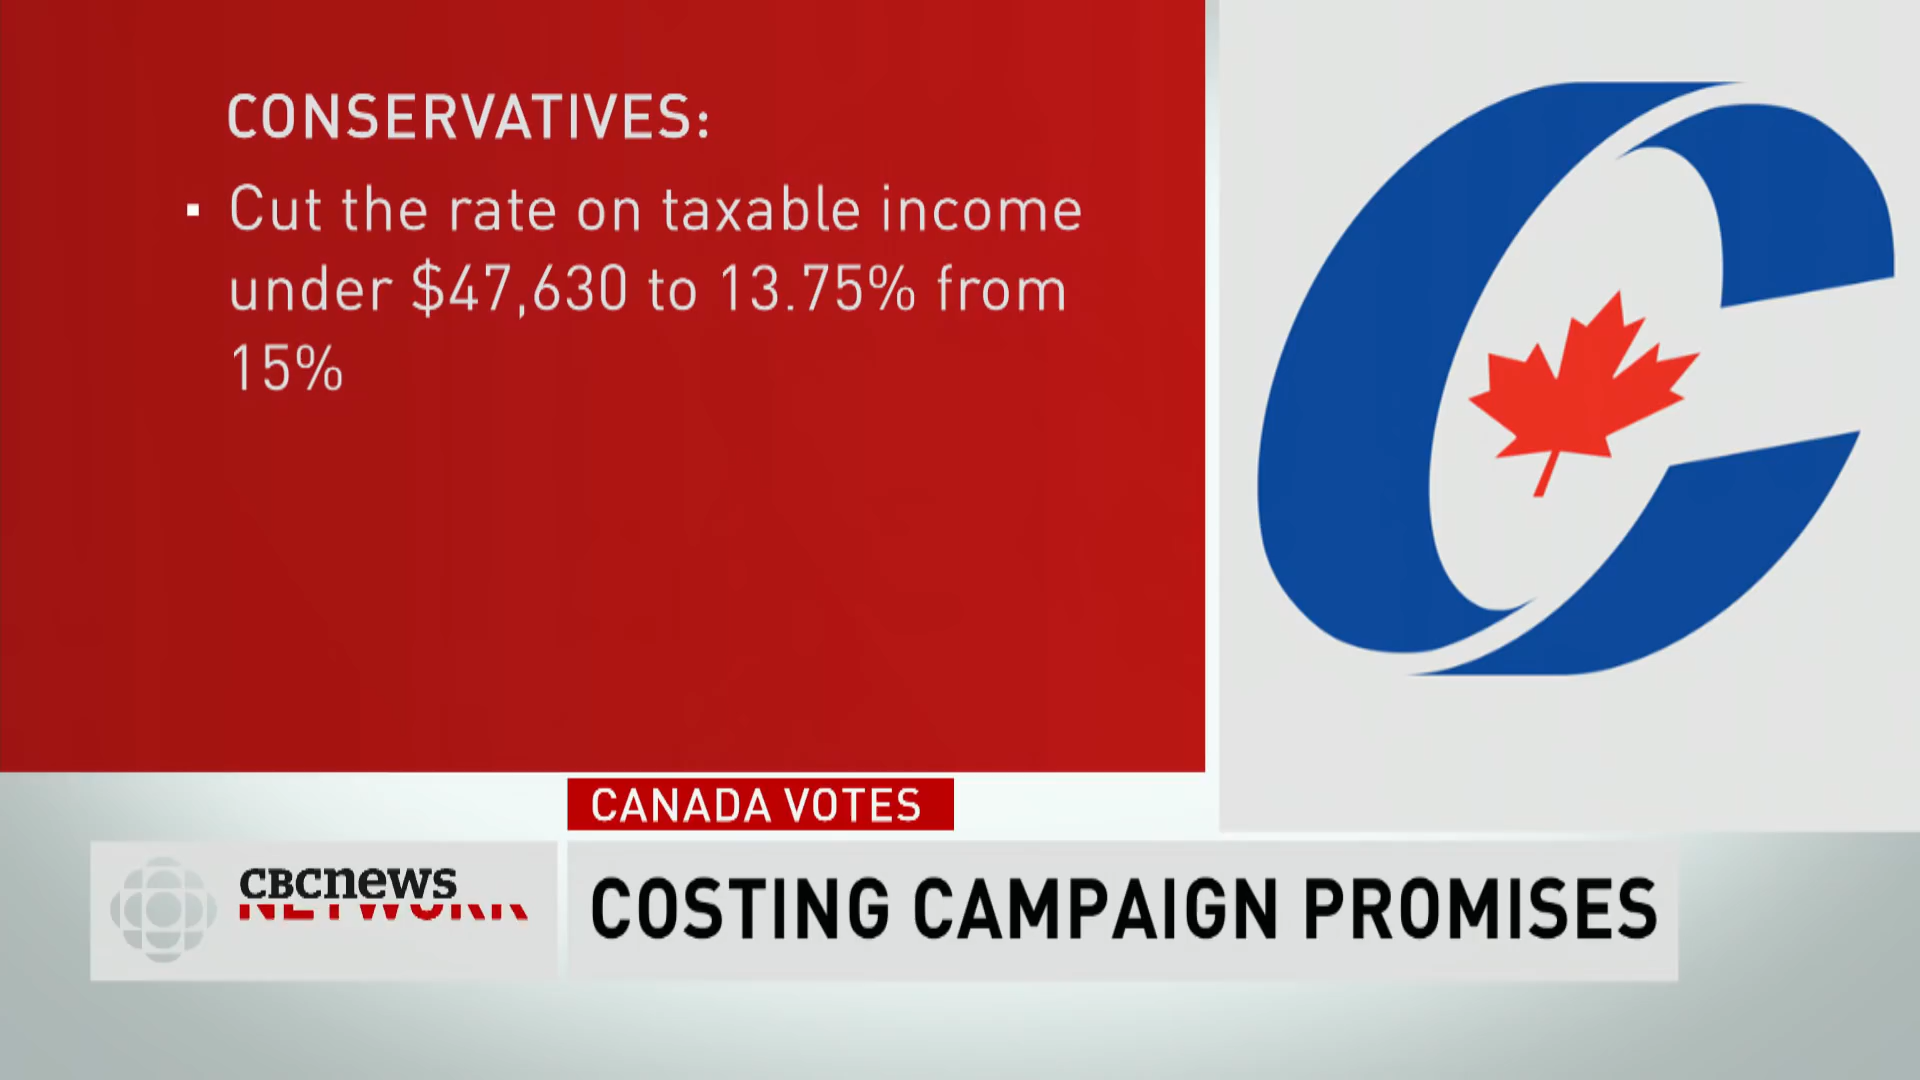 CONSERVATIVES:
▪ Cut the rate on taxable income
under $47,630 to 13.75% from
15%
CANADA VOTES
CBCnews
NETWORK
COSTING CAMPAIGN PROMISES